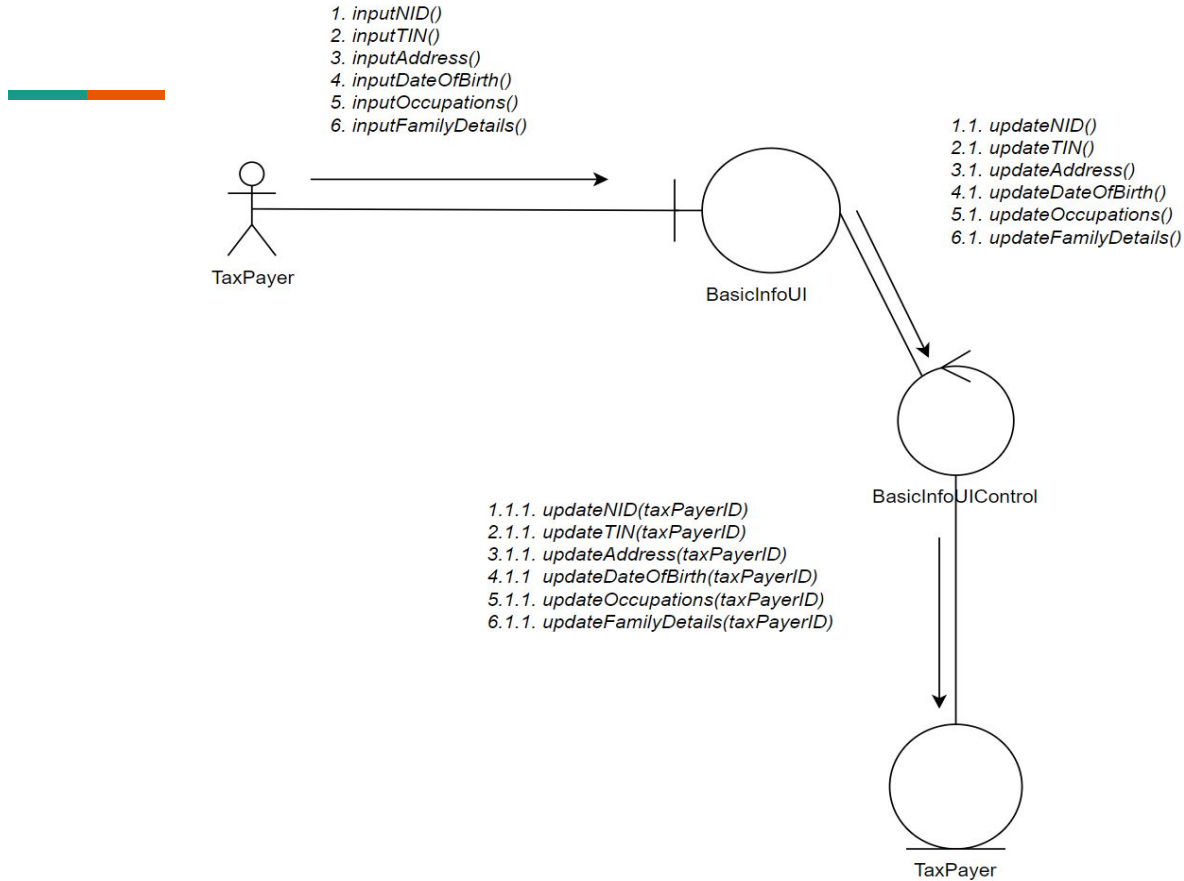 1. inputNID()
2. inputTIN()
3. inputAddress()
4. inputDateOfBirth()
5. inputOccupations()
6. inputFamilyDetails()
1.1. updateNID()
2.1. updateTIN()
3.1. updateAddress()
4.1. updateDateOfBirth()
5.1. updateOccupations()
6.1. updateFamilyDetails()
TaxPayer
BasicInfoUI
BasicInfoUIControl
1.1.1. updateNID(taxPayerID)
2.1.1. updateTIN(taxPayerID)
3.1.1. updateAddress(taxPayerID)
4.1.1 updateDateOfBirth(taxPayerID)
5.1.1. updateOccupations(taxPayerID)
6.1.1. updateFamilyDetails(taxPayerID)
TaxPayer